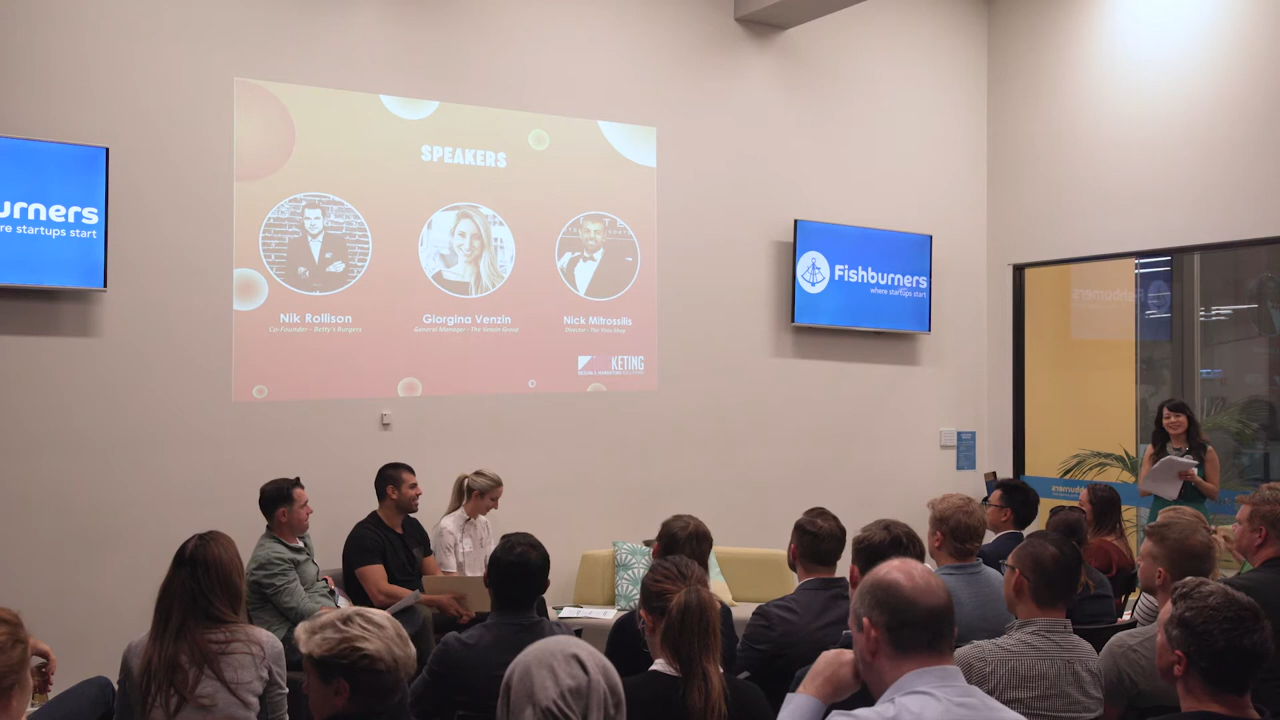 urners
re startups start
SPEAKERS
Nik Rollison
Co-Founder - Betty's Burgers
Giorgina Venzin
General Manager - The Venzin Group
Nick Mitrossilis
Director - The Yiros Shop
KETING
Fishburners
where startups start